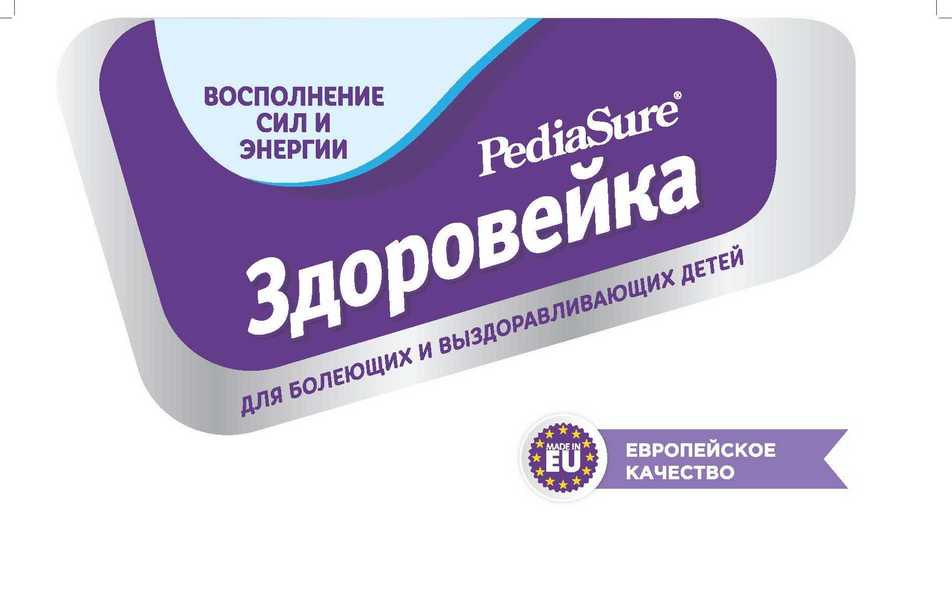 ВОСПОЛНЕНИЕ
СИЛ И
ЭНЕРГИИ
PediaSure®
Здоровейка
ДЛЯ БОЛЕЮЩИХ И ВЫЗДОРАВЛИВАЮЩИХ ДЕТЕЙ
MADE IN
EU
ЕВРОПЕЙСКОЕ
КАЧЕСТВО